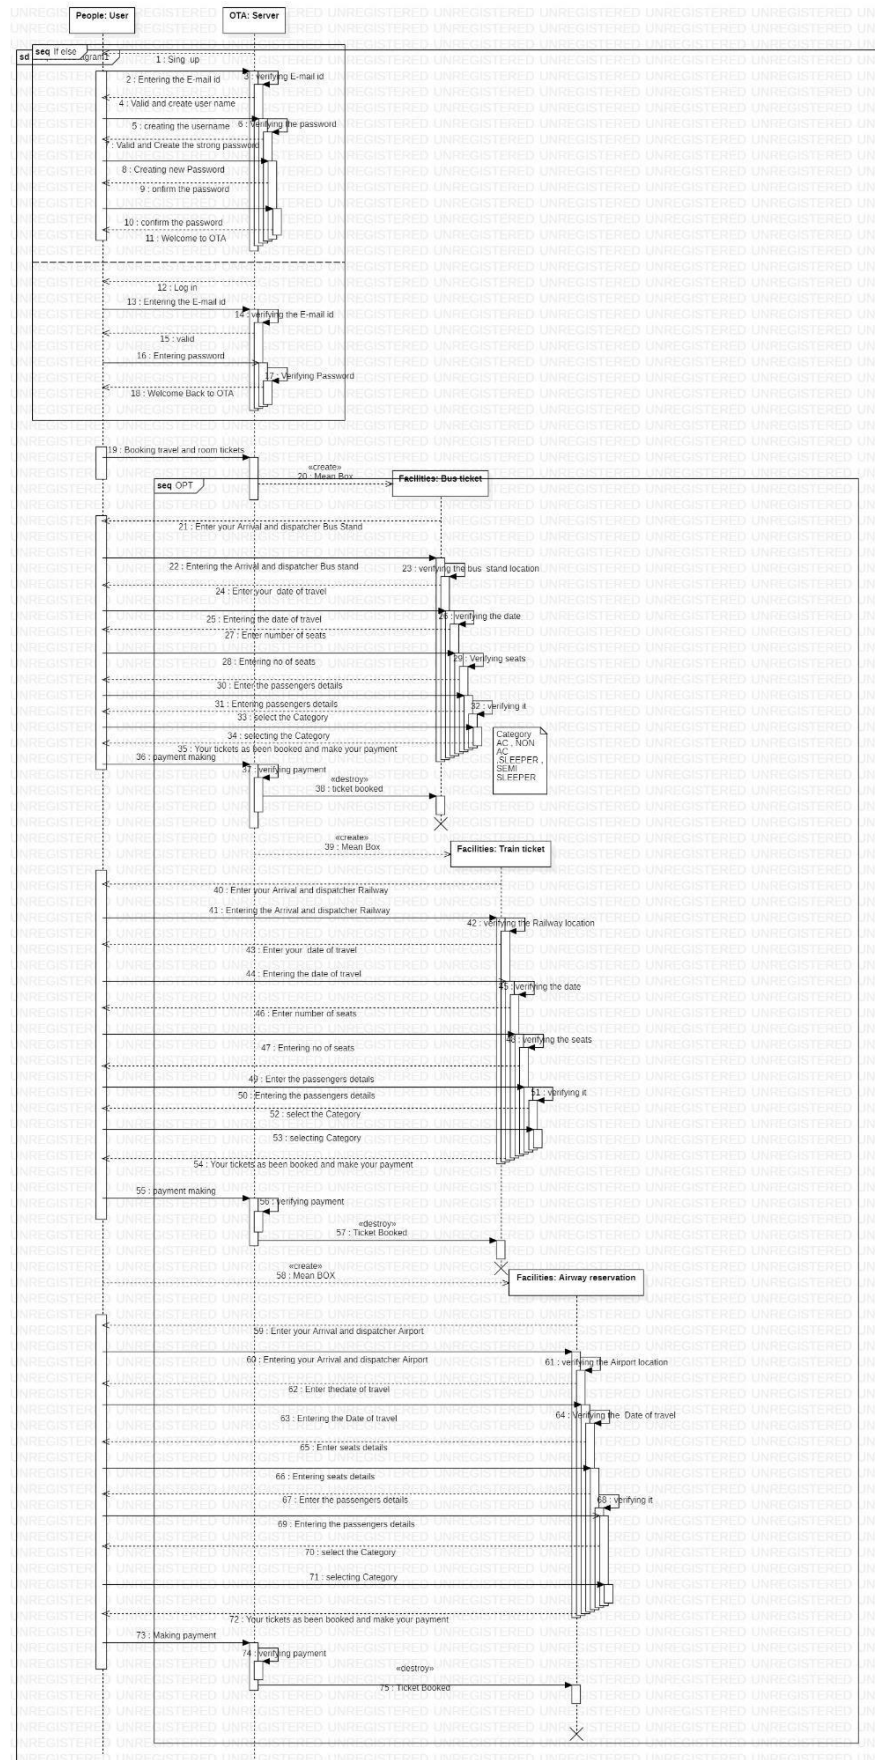 People: User
OTA: Server
seq If else
sd
gram1
1 : Sing up
2 : Entering the E-mail id
3 : verifying E-mail id
4 : Valid and create user name
5 : creating the username
6 : Verifying the password
: Valid and Create the strong password
8 : Creating new Password
9 : onfirm the password
10 : confirm the password
11 : Welcome to OTA
12 : Log in
13 : Entering the E-mail id
14 : verifying the E-mail id
15 : valid
16 : Entering password
17 : Verifying Password
18 : Welcome Back to OTA
19 : Booking travel and room tickets
«create»
20 : Mean Box
Facilities: Bus ticket
seq OPT
21 : Enter your Arrival and dispatcher Bus Stand
22 : Entering the Arrival and dispatcher Bus stand
23 : verifying the bus stand location
24 : Enter your date of travel
25 : Entering the date of travel
26 : verifying the date
27 : Enter number of seats
28 : Entering no of seats
29 : Verifying seats
30 : Enter the passengers details
31 : Entering passengers details
32 : verifying it
33 : select the Category
34 : selecting the Category
35 : Your tickets as been booked and make your payment
Category
AC , NON
AC
,SLEEPER ,
SEMI
SLEEPER
36 : payment making
37 : verifying payment
«destroy»
38 : ticket booked
«create»
39 : Mean Box
Facilities: Train ticket
40 : Enter your Arrival and dispatcher Railway
41 : Entering the Arrival and dispatcher Railway
42 : verifying the Railway location
43 : Enter your date of travel
44 : Entering the date of travel
45 : verifying the date
46 : Enter number of seats
47 : Entering no of seats
48 : verifying the seats
49 : Enter the passengers details
50 : Entering the passengers details
51 : verifying it
52 : select the Category
53 : selecting Category
54 : Your tickets as been booked and make your payment
55 : payment making
56 : verifying payment
«destroy»
57 : Ticket Booked
«create»
58 : Mean BOX
Facilities: Airway reservation
59 : Enter your Arrival and dispatcher Airport
60 : Entering your Arrival and dispatcher Airport
61 : verifying the Airport location
62 : Enter thedate of travel
63 : Entering the Date of travel
64 : Verifying the Date of travel
65 : Enter seats details
66 : Entering seats details
67 : Enter the passengers details
68 : verifying it
69 : Entering the passengers details
70 : select the Category
71 : selecting Category
72 : Your tickets as been booked and make your payment
73 : Making payment
74 : verifying payment
«destroy»
75 : Ticket Booked
UNREGISTERED